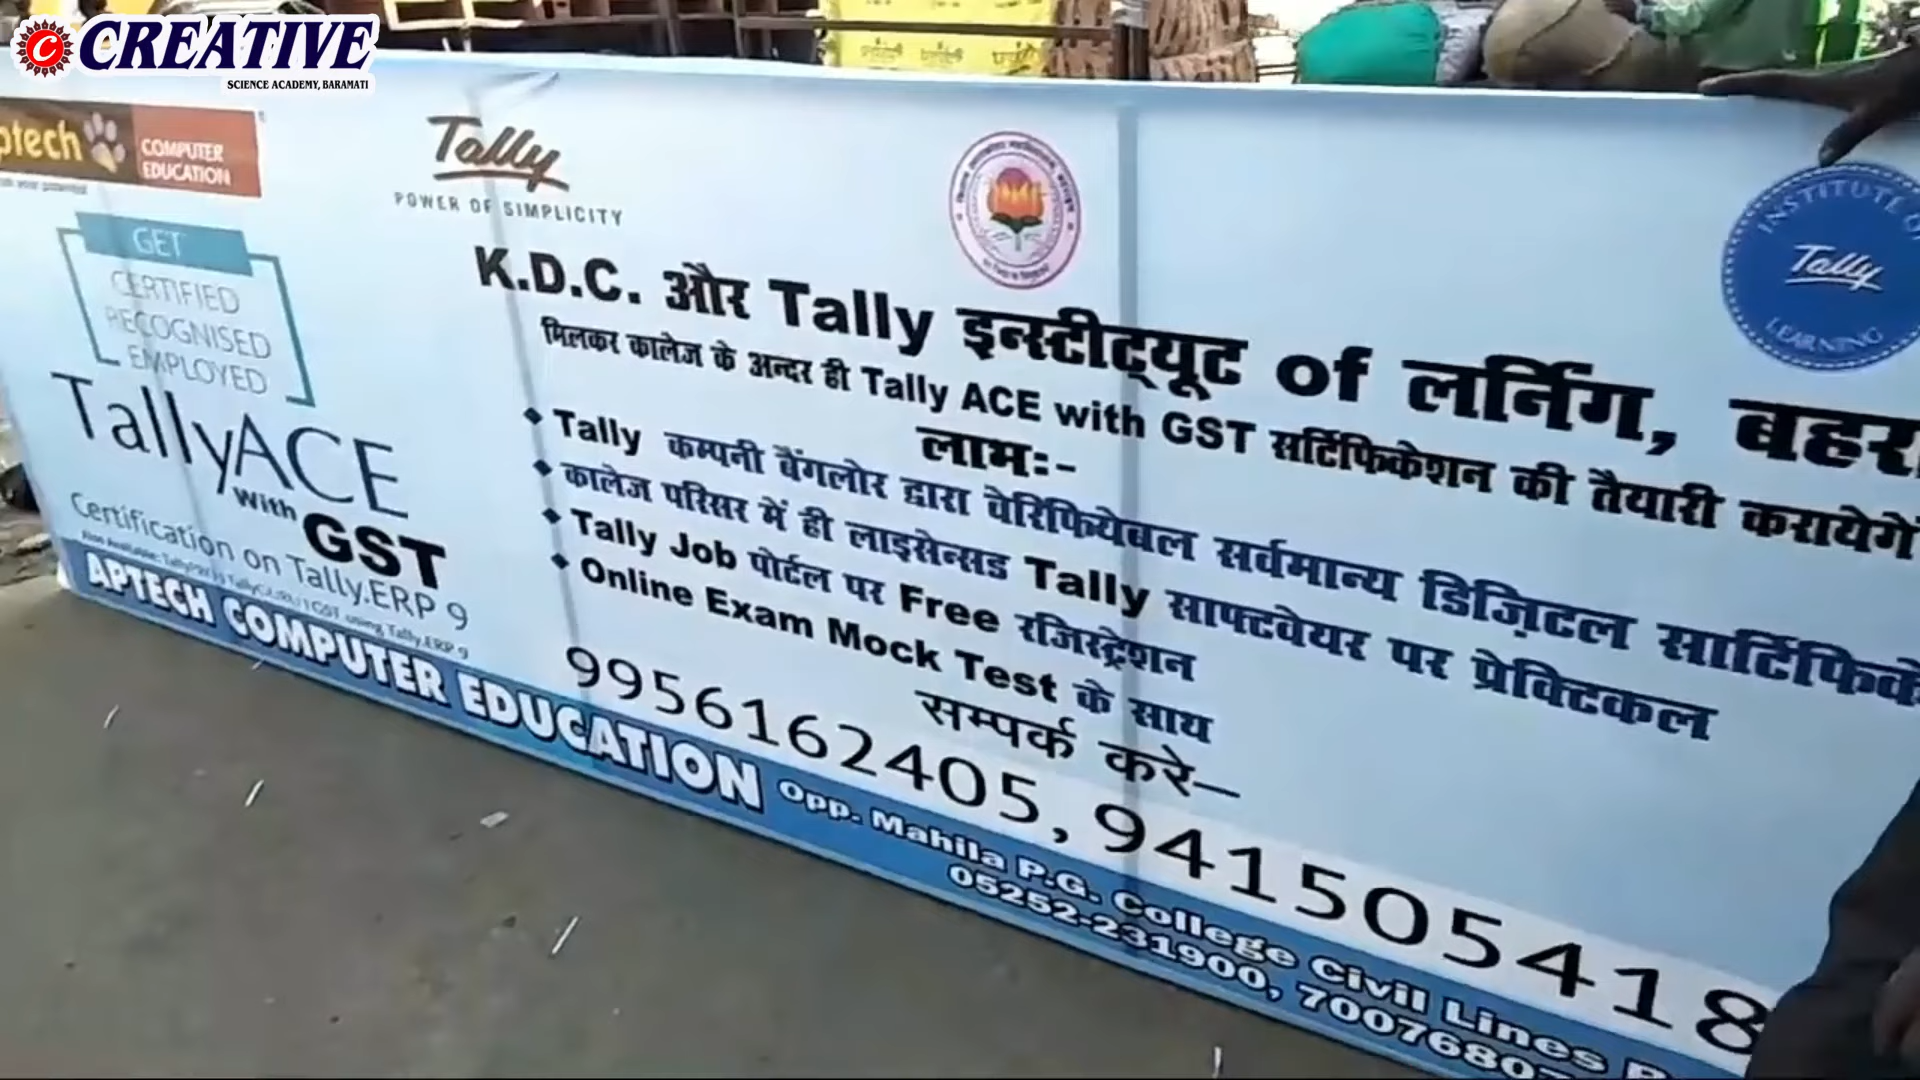 CREATIVE
SCIENCE ACADEMY, BARAMATI
ptech
COMPUTER
EDUCATION
Tally
POWER OF SIMPLICITY
GET
CERTIFIED
RECOGNISED
EMPLOYED
TallyACE
With GST
Certification on Tally.ERP 9
INSTITUTE O
Tally
LEARNING
K.D.C. और Tally इन्स्टीट्यूट of लर्निग, बहरा
मिलकर कालेज के अन्दर ही Tally ACE with GST सर्टिफिकेशन की तैयारी करायेगें
लाभः-
Tally कम्पनी बैंगलोर द्वारा वेरिफियेबल सर्वमान्य डिज़िटल सार्टिफिके
कालेज परिसर में ही लाइसेन्सड Tally साफ्टवेयर पर प्रेक्टिकल
Tally Job पोर्टल पर Free रजिस्ट्रेशन
Online Exam Mock Test के साथ
सम्पर्क करे–
9956162405, 941505418
APTECH COMPUTER EDUCATION Opp. Mahila P.G. College Civil Lines
05252-231900, 7007680